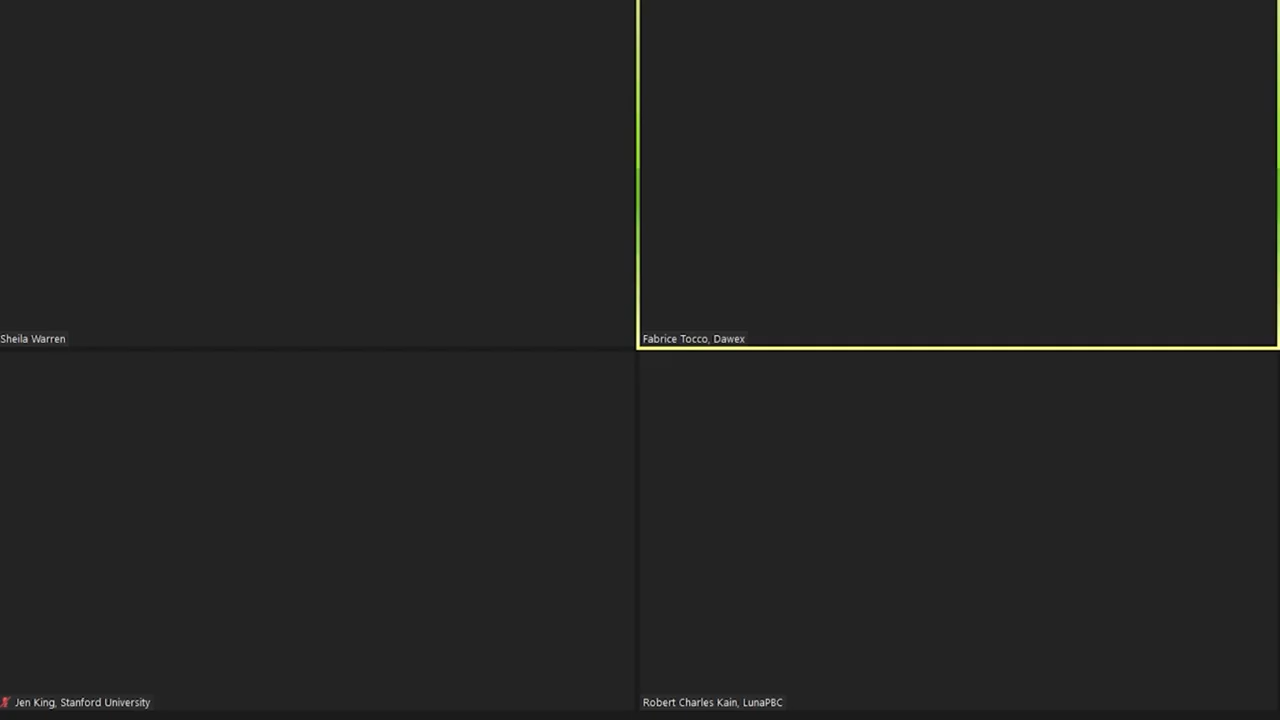 Sheila Warren
Fabrice Tocco, Dawex
Jen King, Stanford University
Robert Charles Kain, LunaPBC